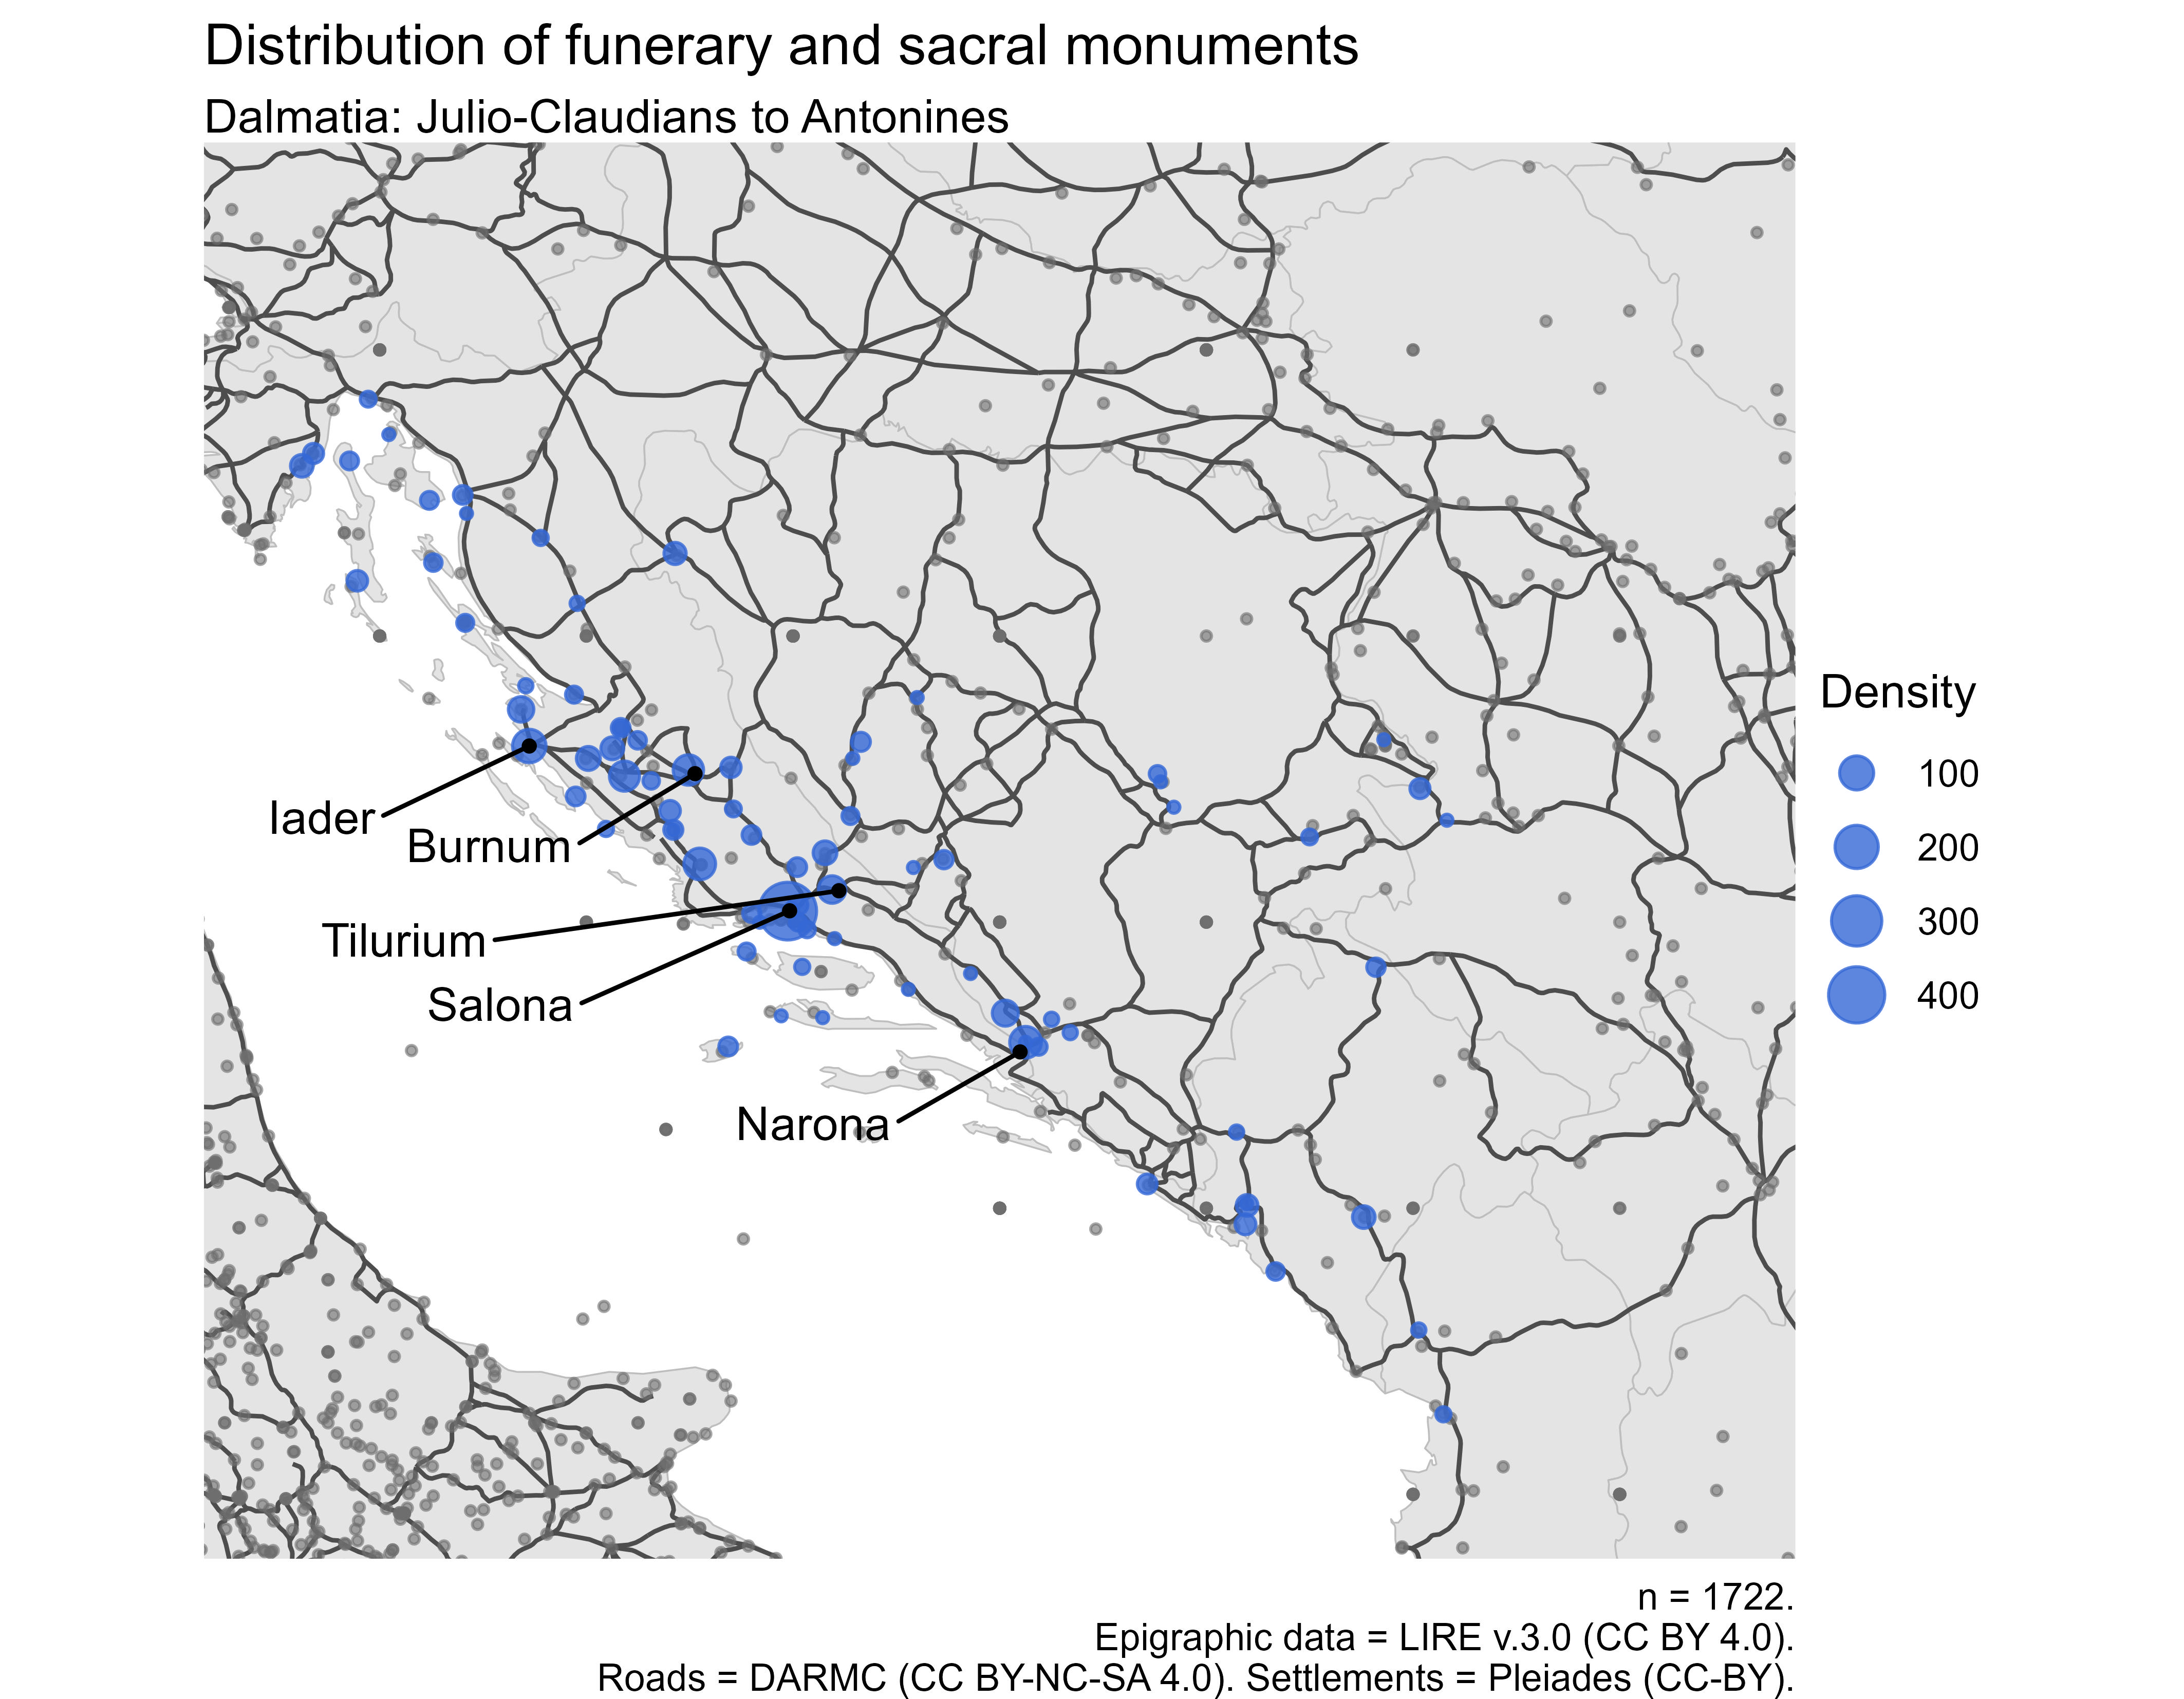 Distribution of funerary and sacral monuments
Dalmatia: Julio-Claudians to Antonines
Iader
Burnum
Tilurium
Salona
Narona
Density
100
200
300
400
n = 1722.
Epigraphic data = LIRE v.3.0 (CC BY 4.0).
Roads = DARMC (CC BY-NC-SA 4.0). Settlements = Pleiades (CC-BY).